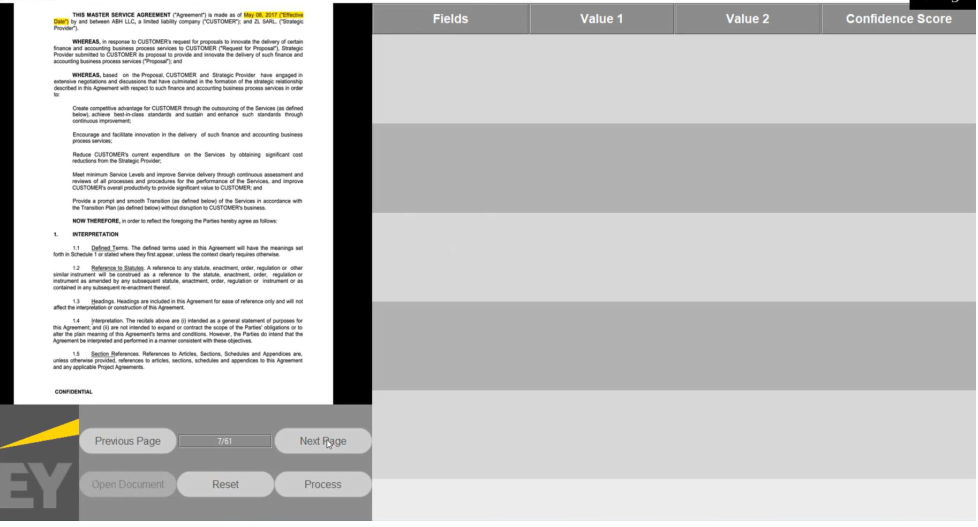 THIS MASTER SERVICE AGREEMENT ("Agreement") is made as of May 08, 2017 ("Effective
Date") by and between ABH LLC, a limited liability company ("CUSTOMER"); and ZL SARL, ("Strategic
Provider").
WHEREAS, in response to CUSTOMER's request for proposals to innovate the delivery of certain
finance and accounting business process services to CUSTOMER ("Request for Proposal"), Strategic
Provider submitted to CUSTOMER its proposal to provide and innovate the delivery of such finance and
accounting business process services ("Proposal"); and
WHEREAS, based on the Proposal, CUSTOMER and Strategic Provider have engaged in
extensive negotiations and discussions that have culminated in the formation of the strategic relationship
described in this Agreement with respect to such finance and accounting business process services in order
to:
Create competitive advantage for CUSTOMER through the outsourcing of the Services (as defined
below), achieve best-in-class standards and sustain and enhance such standards through
continuous improvement;
Encourage and facilitate innovation in the delivery of such finance and accounting business
process services;
Reduce CUSTOMER's current expenditure on the Services by obtaining significant cost
reductions from the Strategic Provider;
Meet minimum Service Levels and improve Service delivery through continuous assessment and
reviews of all processes and procedures for the performance of the Services, and improve
CUSTOMER's overall productivity to provide significant value to CUSTOMER; and
Provide a prompt and smooth Transition (as defined below) of the Services in accordance with
the Transition Plan (as defined below) without disruption to CUSTOMER's business.
NOW THEREFORE, in order to reflect the foregoing the Parties hereby agree as follows:
1. INTERPRETATION
1.1 Defined Terms. The defined terms used in this Agreement will have the meanings set
forth in Schedule 1 or stated where they first appear, unless the context clearly requires otherwise.
1.2 Reference to Statutes. A reference to any statute, enactment, order, regulation or other
similar instrument will be construed as a reference to the statute, enactment, order, regulation or
instrument as amended by any subsequent statute, enactment, order, regulation or instrument or as
contained in any subsequent re-enactment thereof.
1.3 Headings. Headings are included in this Agreement for ease of reference only and will not
affect the interpretation or construction of this Agreement.
1.4 Interpretation. The recitals above are (i) intended as a general statement of purposes for
this Agreement; and (ii) are not intended to expand or contract the scope of the Parties' obligations or to
alter the plain meaning of this Agreement's terms and conditions. However, the Parties do intend that the
Agreement be interpreted and performed in a manner consistent with these objectives.
1.5 Section References. References to Articles, Sections, Schedules and Appendices are,
unless otherwise provided, references to articles, sections, schedules and appendices to this Agreement
and any applicable Project Agreements.
CONFIDENTIAL
Fields Value 1 Value 2 Confidence Score
Previous Page 7/61 Next Page
EY
Open Document Reset Process